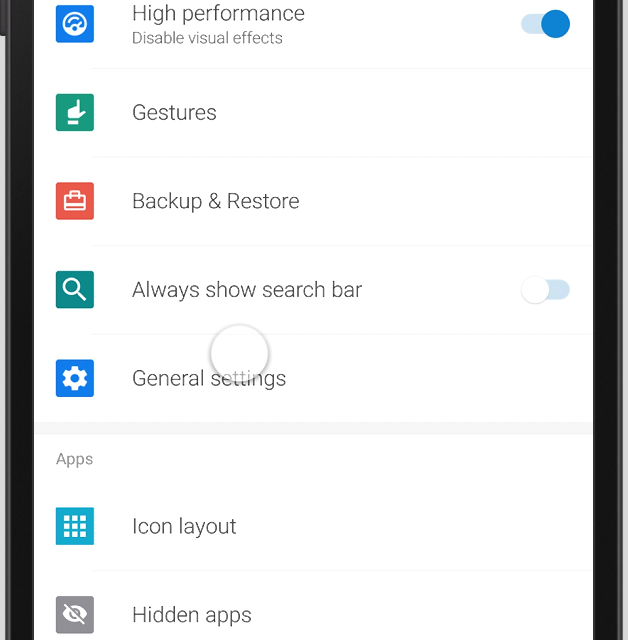 High performance
Disable visual effects
Gestures
Backup & Restore
Always show search bar
General settings
Apps
Icon layout
Hidden apps